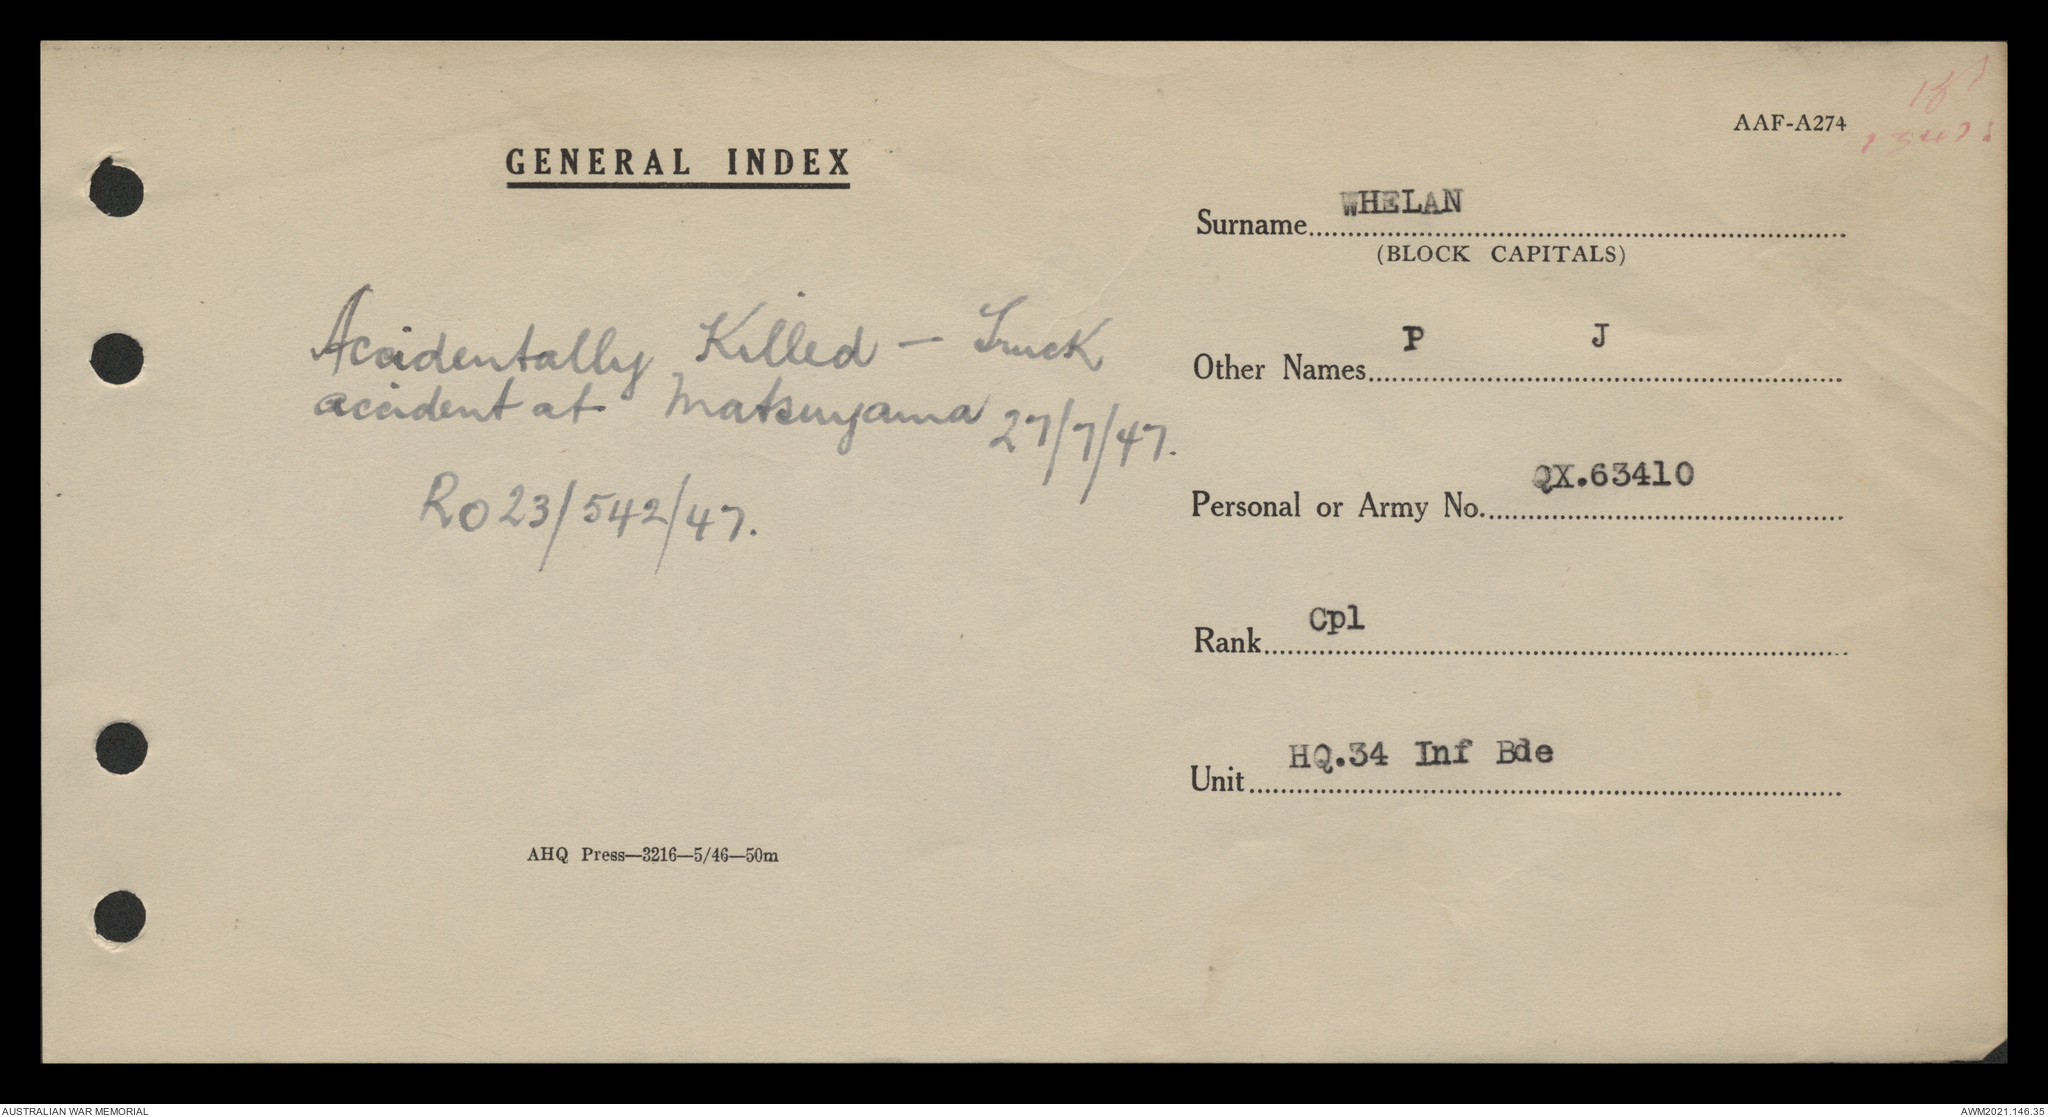 AAF-A274
GENERAL INDEX
Surname WHELAN
(BLOCK CAPITALS)
Accidentally Killed — Truck
accident at Matsuyama 27/7/47.
RO 23/542/47.
Other Names P J
Personal or Army No. QX.63410
Rank Cpl
Unit HQ.34 Inf Bde
AHQ Press—3216—5/46—50m
AUSTRALIAN WAR MEMORIAL
AWM2021.146.35